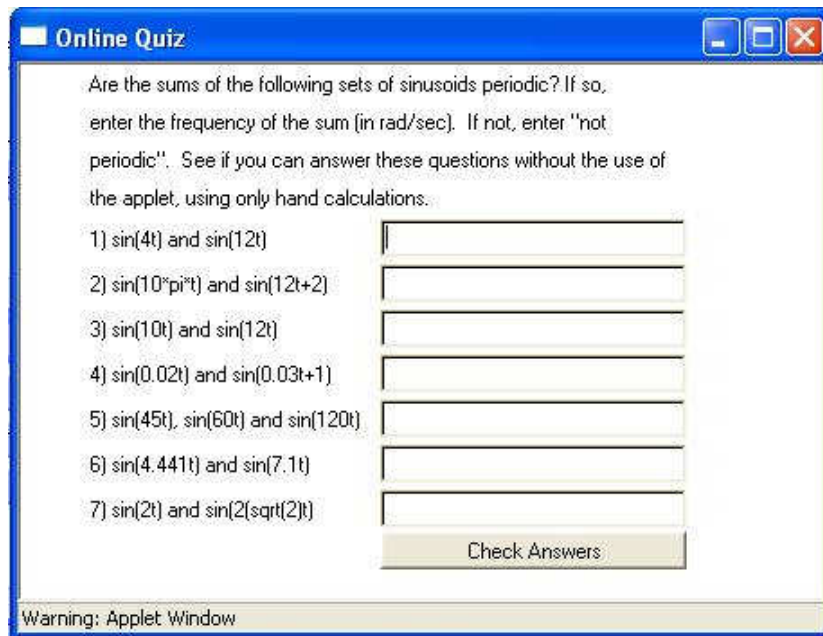 Online Quiz
Are the sums of the following sets of sinusoids periodic? If so,
enter the frequency of the sum (in rad/sec).  If not, enter "not
periodic".  See if you can answer these questions without the use of
the applet, using only hand calculations.
1) sin(4t) and sin(12t)
2) sin(10*pi*t) and sin(12t+2)
3) sin(10t) and sin(12t)
4) sin(0.02t) and sin(0.03t+1)
5) sin(45t), sin(60t) and sin(120t)
6) sin(4.441t) and sin(7.1t)
7) sin(2t) and sin(2(sqrt(2)t)
Check Answers
Warning: Applet Window